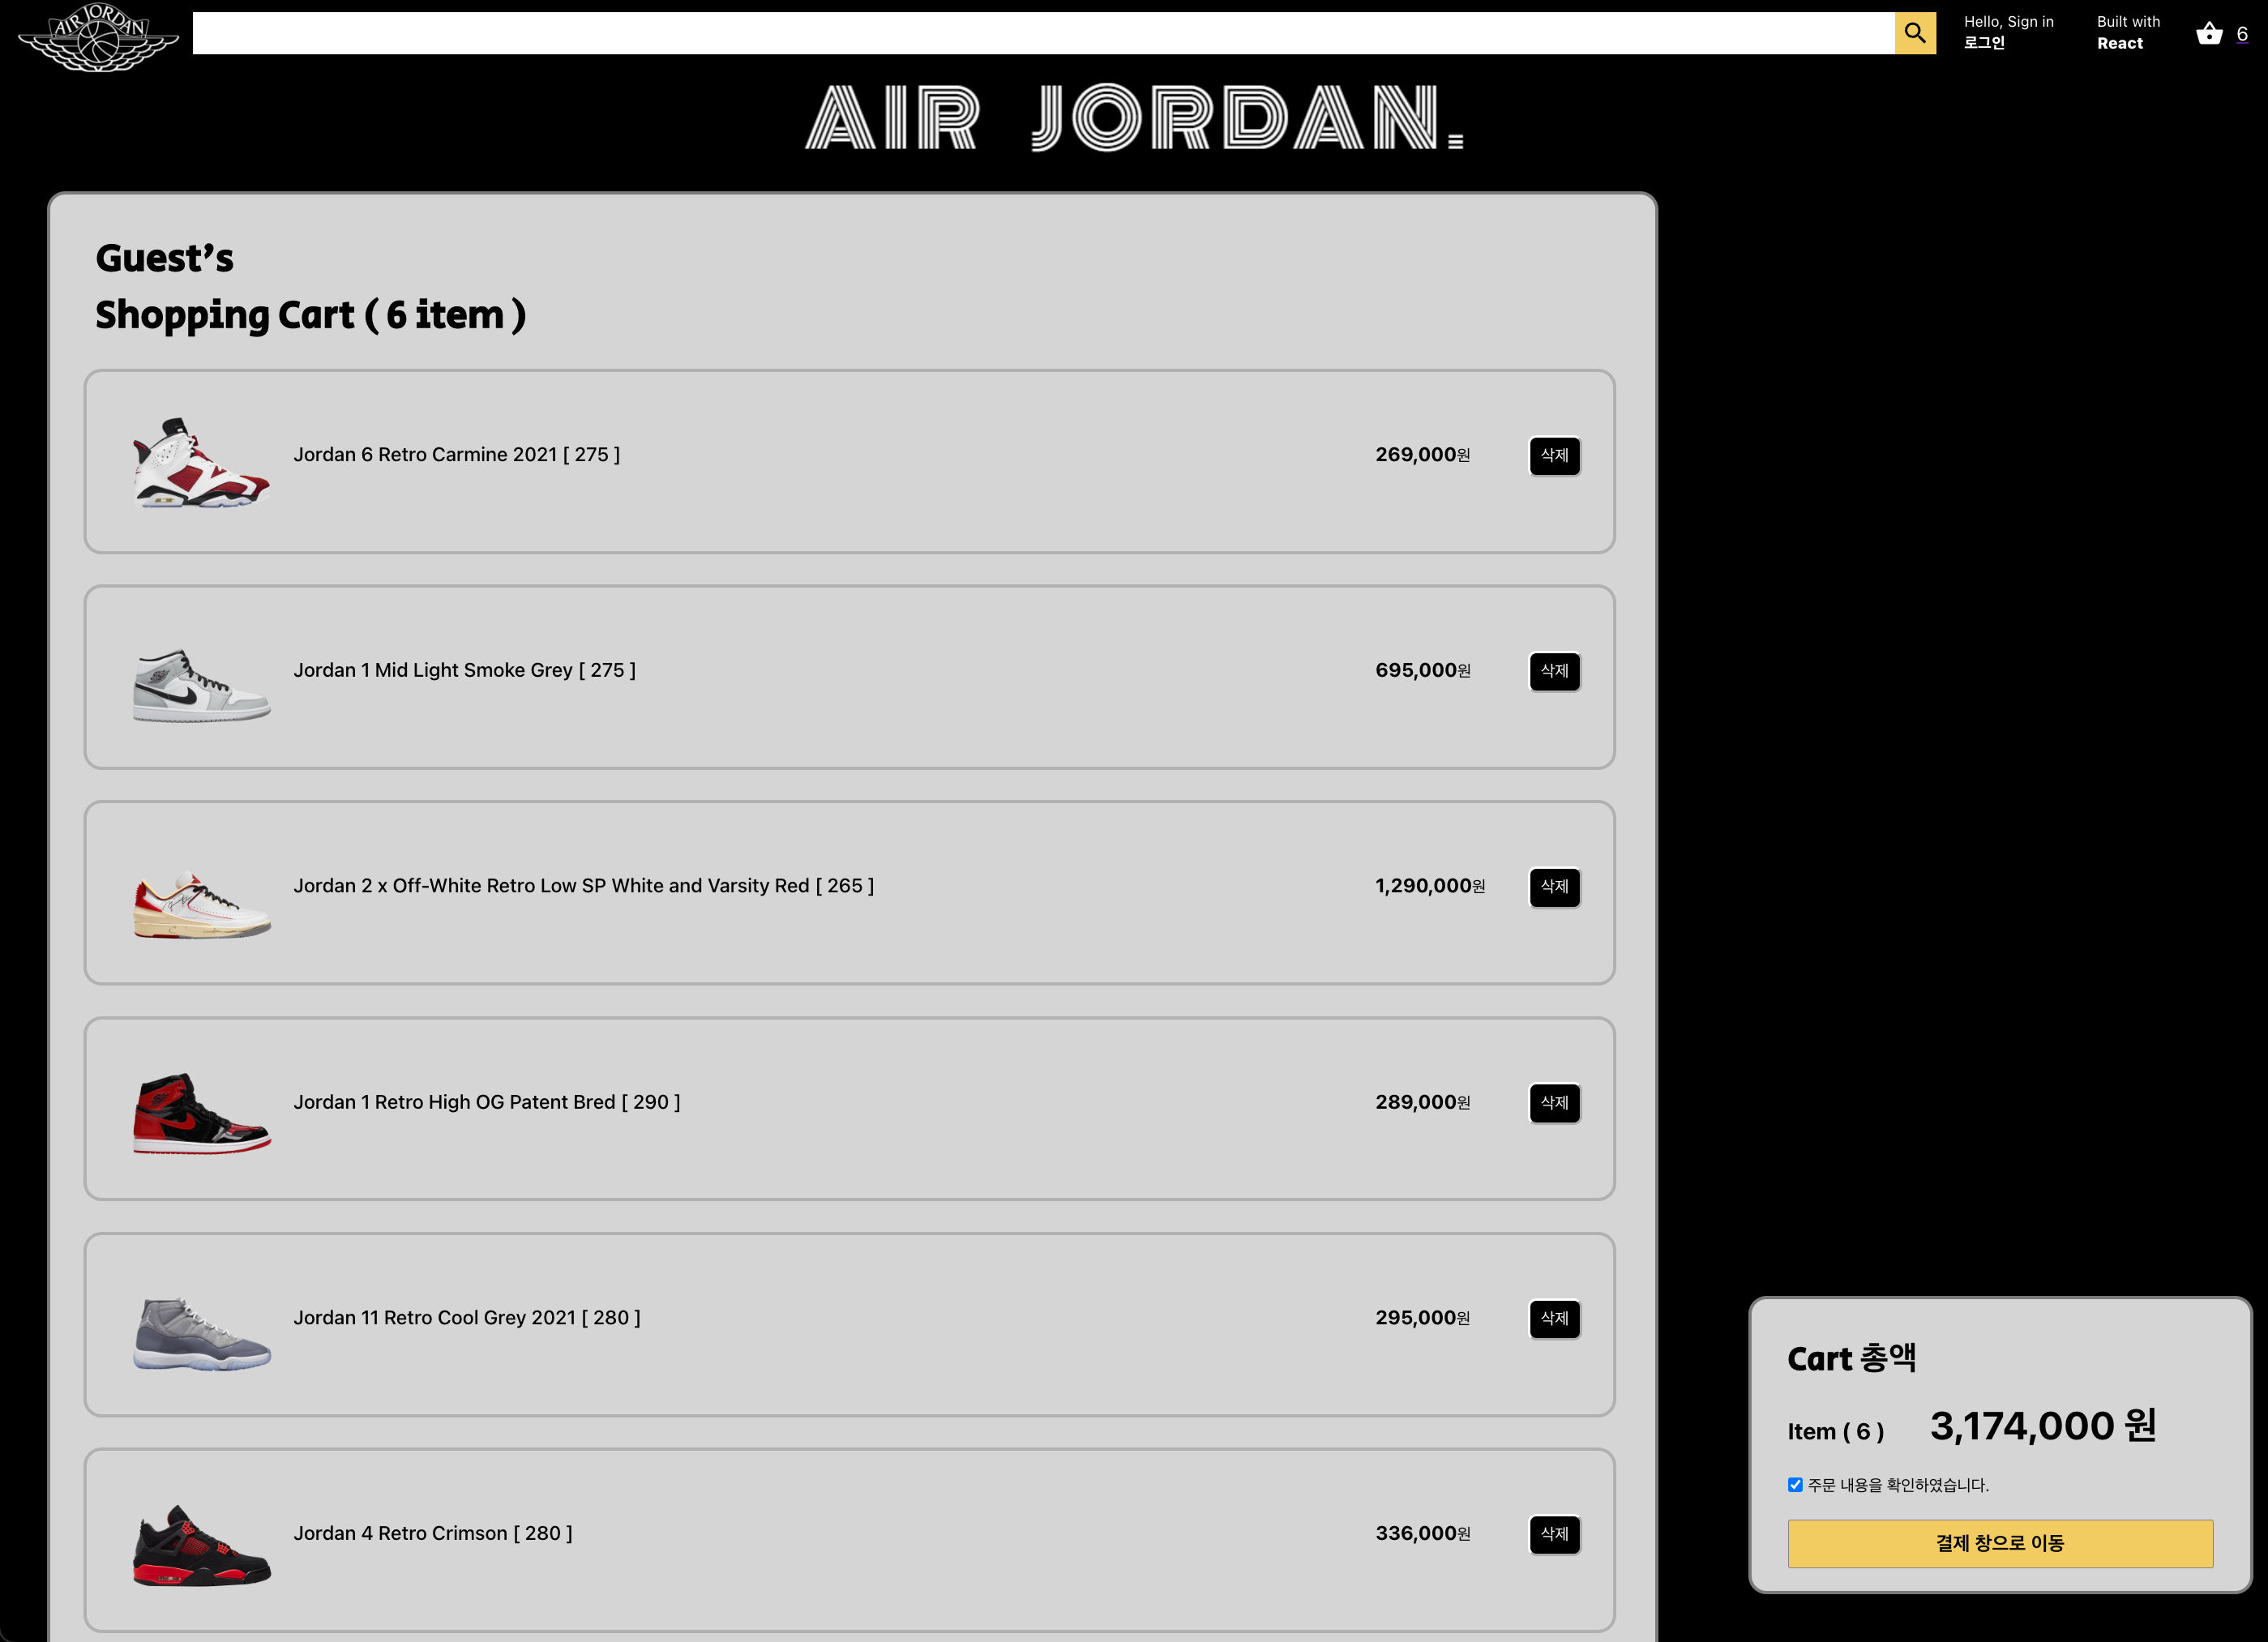 AIR JORDAN
Hello, Sign in
로그인
Built with
React
6
AIR JORDAN.
Guest's
Shopping Cart ( 6 item )
Jordan 6 Retro Carmine 2021 [ 275 ]
269,000원
삭제
Jordan 1 Mid Light Smoke Grey [ 275 ]
695,000원
삭제
Jordan 2 x Off-White Retro Low SP White and Varsity Red [ 265 ]
1,290,000원
삭제
Jordan 1 Retro High OG Patent Bred [ 290 ]
289,000원
삭제
Jordan 11 Retro Cool Grey 2021 [ 280 ]
295,000원
삭제
Jordan 4 Retro Crimson [ 280 ]
336,000원
삭제
Cart 총액
Item ( 6 ) 3,174,000 원
주문 내용을 확인하였습니다.
결제 창으로 이동